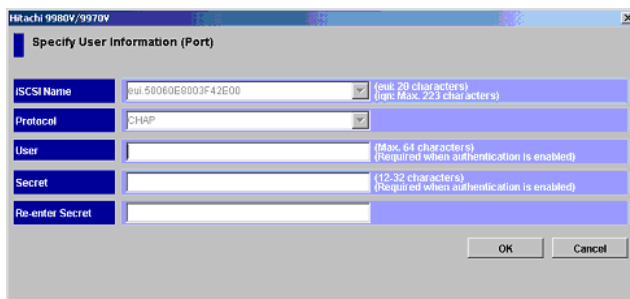 Hitachi 9980V/9970V
Specify User Information (Port)
iSCSI Name
eui.50060E8003F42E00
(eui: 20 characters)
(iqn: Max. 223 characters)
Protocol
CHAP
User
(Max. 64 characters)
(Required when authentication is enabled)
Secret
(12-32 characters)
(Required when authentication is enabled)
Re-enter Secret
OK Cancel